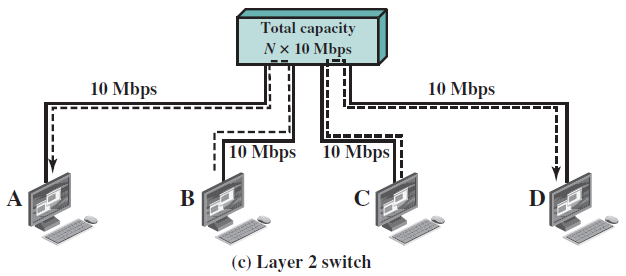 Total capacity
N × 10 Mbps
10 Mbps
10 Mbps
10 Mbps
10 Mbps
A
B
C
D
(c) Layer 2 switch